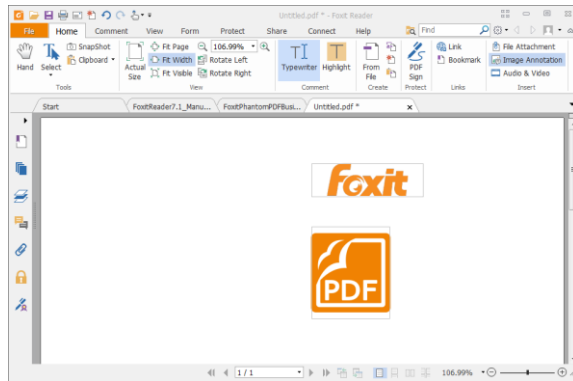 Untitled.pdf * - Foxit Reader
File Home Comment View Form Protect Share Connect Help Find
Hand
Select
SnapShot
Clipboard
Actual Size
Fit Page
Fit Width
Fit Visible
106.99%
Rotate Left
Rotate Right
Typewriter
Highlight
From File
PDF Sign
Link
Bookmark
File Attachment
Image Annotation
Audio & Video
Tools View Comment Create Protect Links Insert
Start FoxitReader7.1_Manu... FoxitPhantomPDFBusi... Untitled.pdf *
foxit
PDF
1 / 1 106.99%